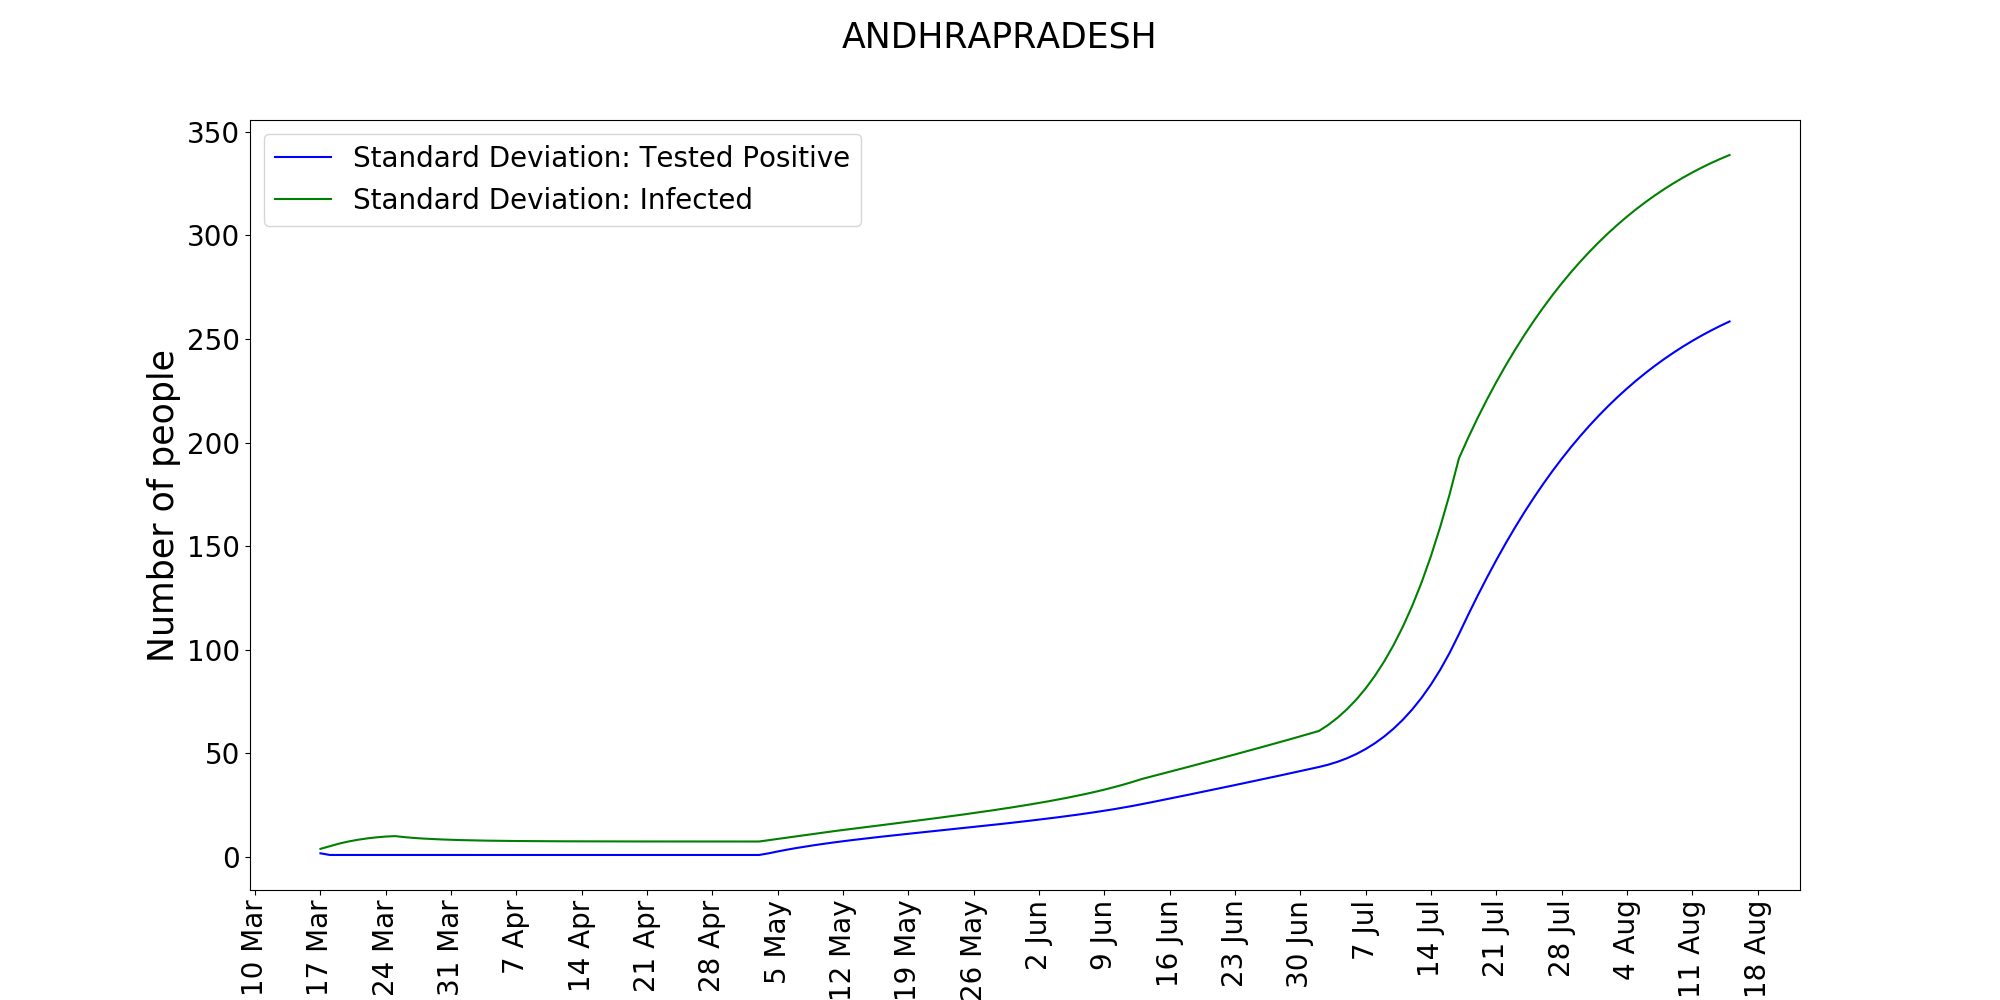 ANDHRAPRADESH
Standard Deviation: Tested Positive
Standard Deviation: Infected
Number of people
350
300
250
200
150
100
50
0
10 Mar
17 Mar
24 Mar
31 Mar
7 Apr
14 Apr
21 Apr
28 Apr
5 May
12 May
19 May
26 May
2 Jun
9 Jun
16 Jun
23 Jun
30 Jun
7 Jul
14 Jul
21 Jul
28 Jul
4 Aug
11 Aug
18 Aug